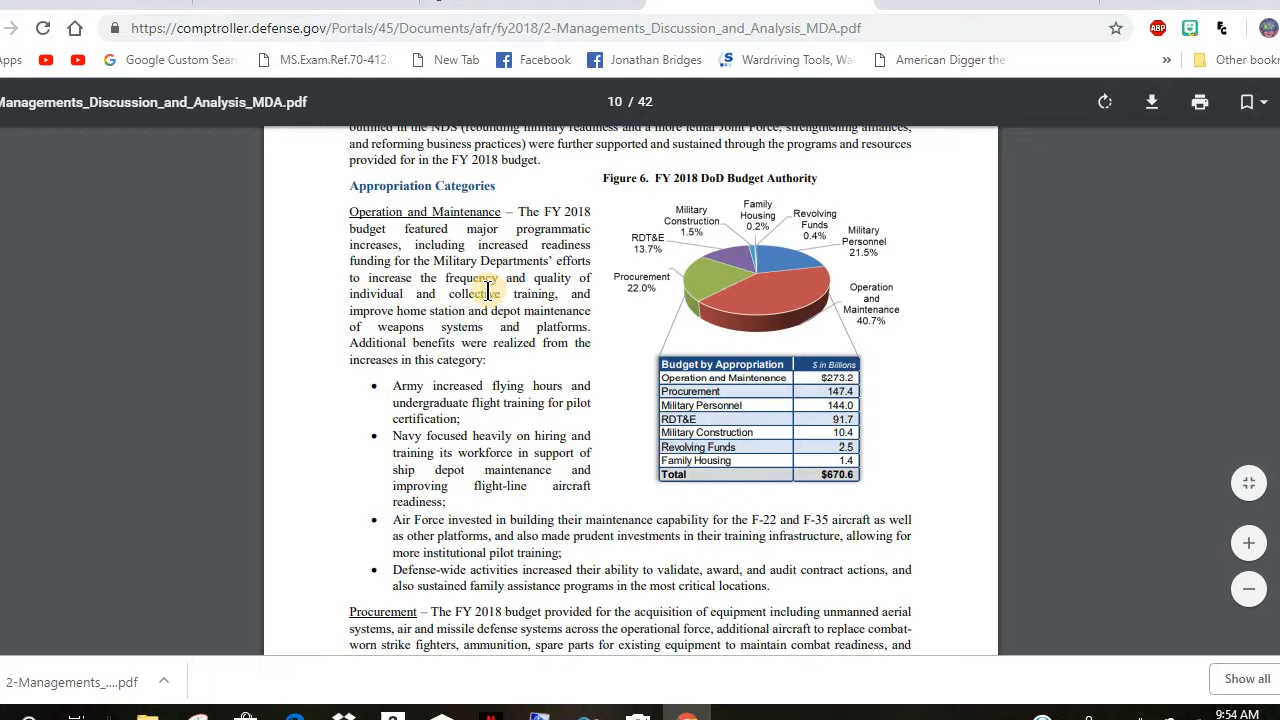 https://comptroller.defense.gov/Portals/45/Documents/afr/fy2018/2-Managements_Discussion_and_Analysis_MDA.pdf
ABP
Apps
Google Custom Sear
MS.Exam.Ref.70-412.
New Tab
Facebook
Jonathan Bridges
Wardriving Tools, Wa
American Digger the
»
Other bookr
Managements_Discussion_and_Analysis_MDA.pdf
10 / 42
outlined in the NDS (rebuilding military readiness and a more lethal Joint Force, strengthening alliances,
and reforming business practices) were further supported and sustained through the programs and resources
provided for in the FY 2018 budget.
Appropriation Categories
Operation and Maintenance – The FY 2018
budget featured major programmatic
increases, including increased readiness
funding for the Military Departments’ efforts
to increase the frequency and quality of
individual and collective training, and
improve home station and depot maintenance
of weapons systems and platforms.
Additional benefits were realized from the
increases in this category:
• Army increased flying hours and
undergraduate flight training for pilot
certification;
• Navy focused heavily on hiring and
training its workforce in support of
ship depot maintenance and
improving flight-line aircraft
readiness;
Figure 6. FY 2018 DoD Budget Authority
Family
Housing
0.2%
Military
Construction
1.5%
Revolving
Funds
0.4%
RDT&E
13.7%
Military
Personnel
21.5%
Procurement
22.0%
Operation
and
Maintenance
40.7%
Budget by Appropriation $ in Billions
Operation and Maintenance $273.2
Procurement 147.4
Military Personnel 144.0
RDT&E 91.7
Military Construction 10.4
Revolving Funds 2.5
Family Housing 1.4
Total $670.6
• Air Force invested in building their maintenance capability for the F-22 and F-35 aircraft as well
as other platforms, and also made prudent investments in their training infrastructure, allowing for
more institutional pilot training;
• Defense-wide activities increased their ability to validate, award, and audit contract actions, and
also sustained family assistance programs in the most critical locations.
Procurement – The FY 2018 budget provided for the acquisition of equipment including unmanned aerial
systems, air and missile defense systems across the operational force, additional aircraft to replace combat-
worn strike fighters, ammunition, spare parts for existing equipment to maintain combat readiness, and
2-Managements_....pdf
Show all
9:54 AM